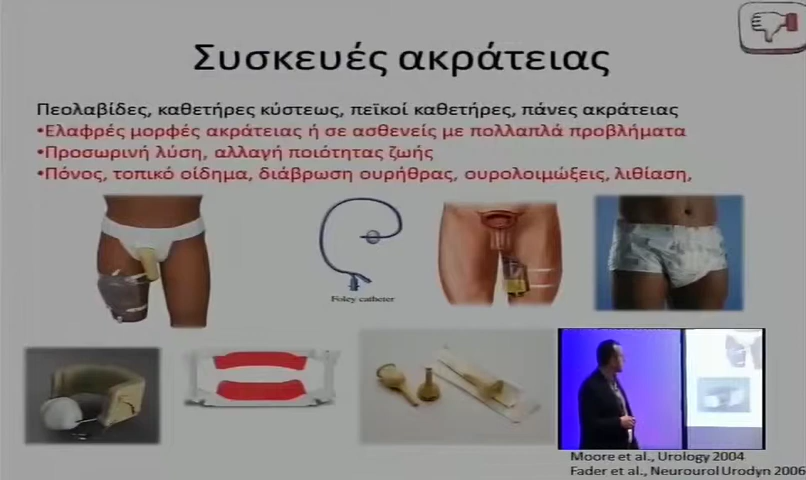 Συσκευές ακράτειας
Πεολαβίδες, καθετήρες κύστεως, πεϊκοί καθετήρες, πάνες ακράτειας
•Ελαφρές μορφές ακράτειας ή σε ασθενείς με πολλαπλά προβλήματα
•Προσωρινή λύση, αλλαγή ποιότητας ζωής
•Πόνος, τοπικό οίδημα, διάβρωση ουρήθρας, ουρολοιμώξεις, λιθίαση,
Foley catheter
Moore et al., Urology 2004
Fader et al., Neurourol Urodyn 2006